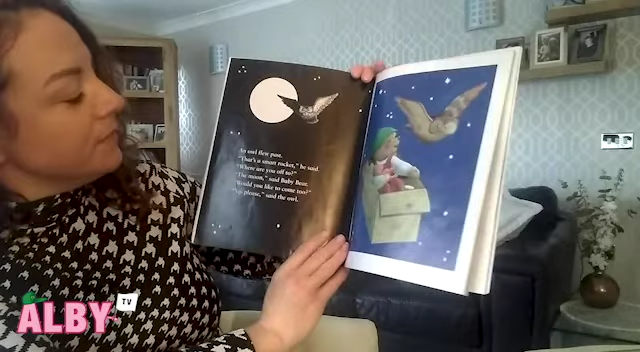 An owl flew past.
"That's a smart rocket," he said.
"Where are you off to?"
"The moon," said Baby Bear.
"Would you like to come too?"
"Yes please," said the owl.
ALBY
TV